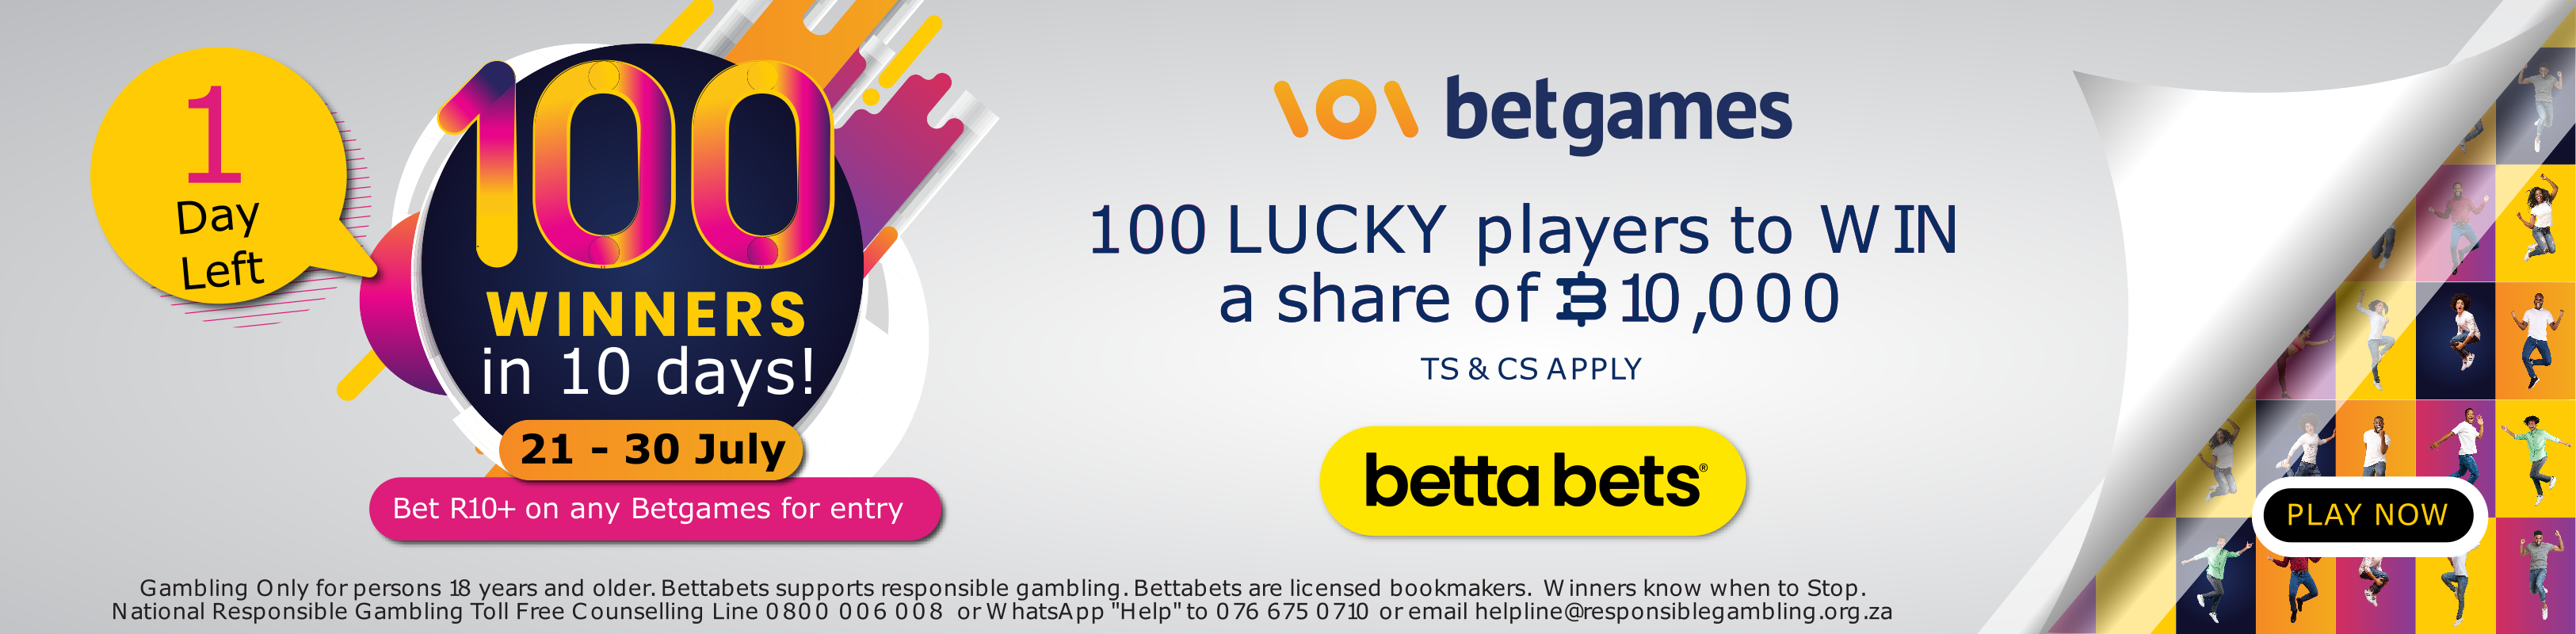 1
Day
Left
100
WINNERS
in 10 days!
21 - 30 July
Bet R10+ on any Betgames for entry
betgames
100 LUCKY players to WIN
a share of ₿10,000
TS & CS APPLY
betta bets®
PLAY NOW
Gambling Only for persons 18 years and older. Bettabets supports responsible gambling. Bettabets are licensed bookmakers. Winners know when to Stop.
National Responsible Gambling Toll Free Counselling Line 0800 006 008 or WhatsApp "Help" to 076 675 0710 or email helpline@responsiblegambling.org.za